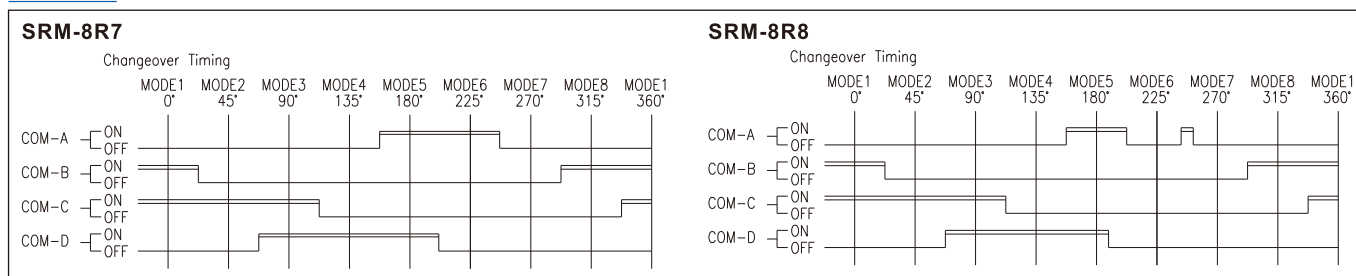 SRM-8R7
Changeover Timing
MODE1 MODE2 MODE3 MODE4 MODE5 MODE6 MODE7 MODE8 MODE1
0° 45° 90° 135° 180° 225° 270° 315° 360°
COM-A ON
OFF
COM-B ON
OFF
COM-C ON
OFF
COM-D ON
OFF
SRM-8R8
Changeover Timing
MODE1 MODE2 MODE3 MODE4 MODE5 MODE6 MODE7 MODE8 MODE1
0° 45° 90° 135° 180° 225° 270° 315° 360°
COM-A ON
OFF
COM-B ON
OFF
COM-C ON
OFF
COM-D ON
OFF